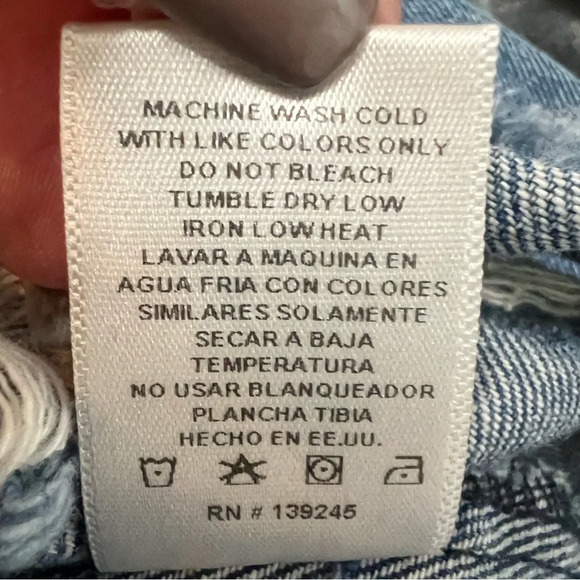 MACHINE WASH COLD
WITH LIKE COLORS ONLY
DO NOT BLEACH
TUMBLE DRY LOW
IRON LOW HEAT
LAVAR A MAQUINA EN
AGUA FRIA CON COLORES
SIMILARES SOLAMENTE
SECAR A BAJA
TEMPERATURA
NO USAR BLANQUEADOR
PLANCHA TIBIA
HECHO EN EE.UU.
RN # 139245